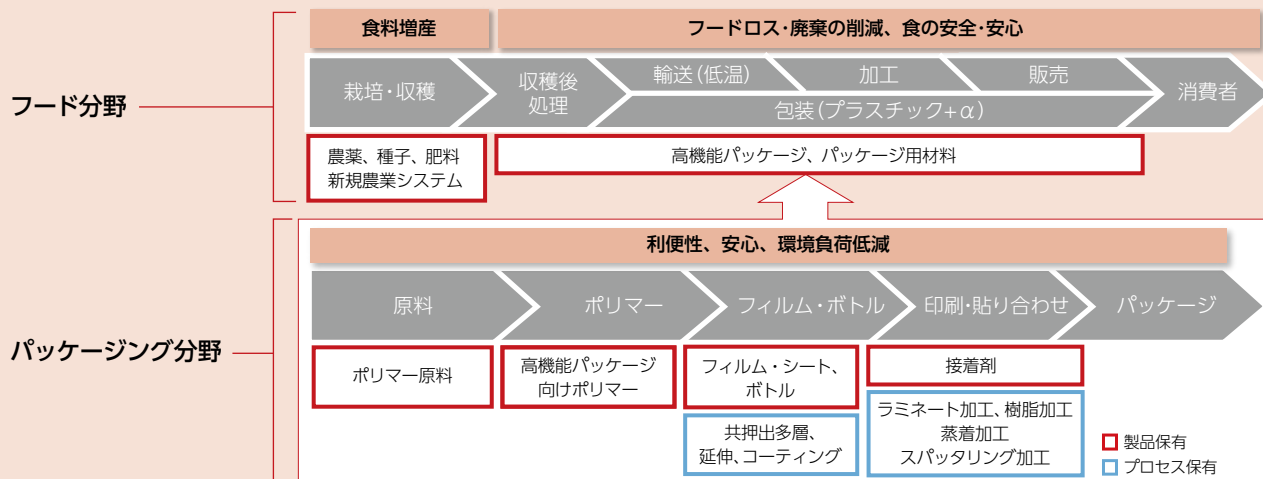 食料増産
フードロス・廃棄の削減、食の安全・安心
フード分野
栽培・収穫
収穫後
処理
輸送(低温)
加工
販売
包装(プラスチック+α)
消費者
農薬、種子、肥料
新規農業システム
高機能パッケージ、パッケージ用材料
利便性、安心、環境負荷低減
パッケージング分野
原料
ポリマー
フィルム・ボトル
印刷・貼り合わせ
パッケージ
ポリマー原料
高機能パッケージ
向けポリマー
フィルム・シート、
ボトル
接着剤
共押出多層、
延伸、コーティング
ラミネート加工、樹脂加工
蒸着加工
スパッタリング加工
製品保有
プロセス保有